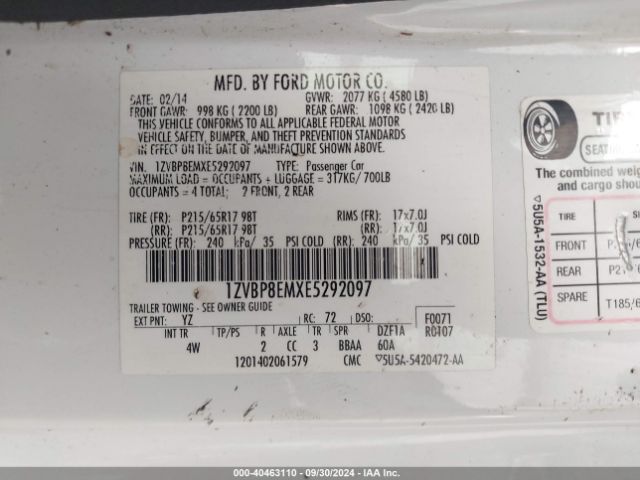 MFD. BY FORD MOTOR CO.
DATE: 02/14 GVWR: 2077 KG ( 4580 LB)
FRONT GAWR: 998 KG ( 2200 LB) REAR GAWR: 1098 KG ( 2420 LB)
THIS VEHICLE CONFORMS TO ALL APPLICABLE FEDERAL MOTOR
VEHICLE SAFETY, BUMPER, AND THEFT PREVENTION STANDARDS
IN EFFECT ON THE DATE OF MANUFACTURE SHOWN ABOVE.
VIN: 1ZVBP8EMXE5292097 TYPE: Passenger Car
MAXIMUM LOAD = OCCUPANTS + LUGGAGE = 317KG/ 700LB
OCCUPANTS = 4 TOTAL; 2 FRONT, 2 REAR
TIRE (F): P215/65R17 98T RIMS (F): 17x7.0J
(RR): P215/65R17 98T (RR): 17x7.0J
PRESSURE (F): 240 kPa/ 35 PSI COLD (RR): 240 kPa/ 35 PSI COLD
1ZVBP8EMXE5292097
TRAILER TOWING - SEE OWNER GUIDE
EXT PNT: YZ RC: 72 DSO: F0071
INT TR TP/PS R AXLE TR SPR DZF1A R0107
4W 2 CC 3 BBAA 60A
1201402061579 CMC ▽5U5A-5420472-AA
TI
SEATI
The combined weig
and cargo shou
TIRE SI
FRONT P
REAR P2
SPARE T185/6
▽5U5A-1532-AA (TLU)
000-40463110 - 09/30/2024 - IAA Inc.